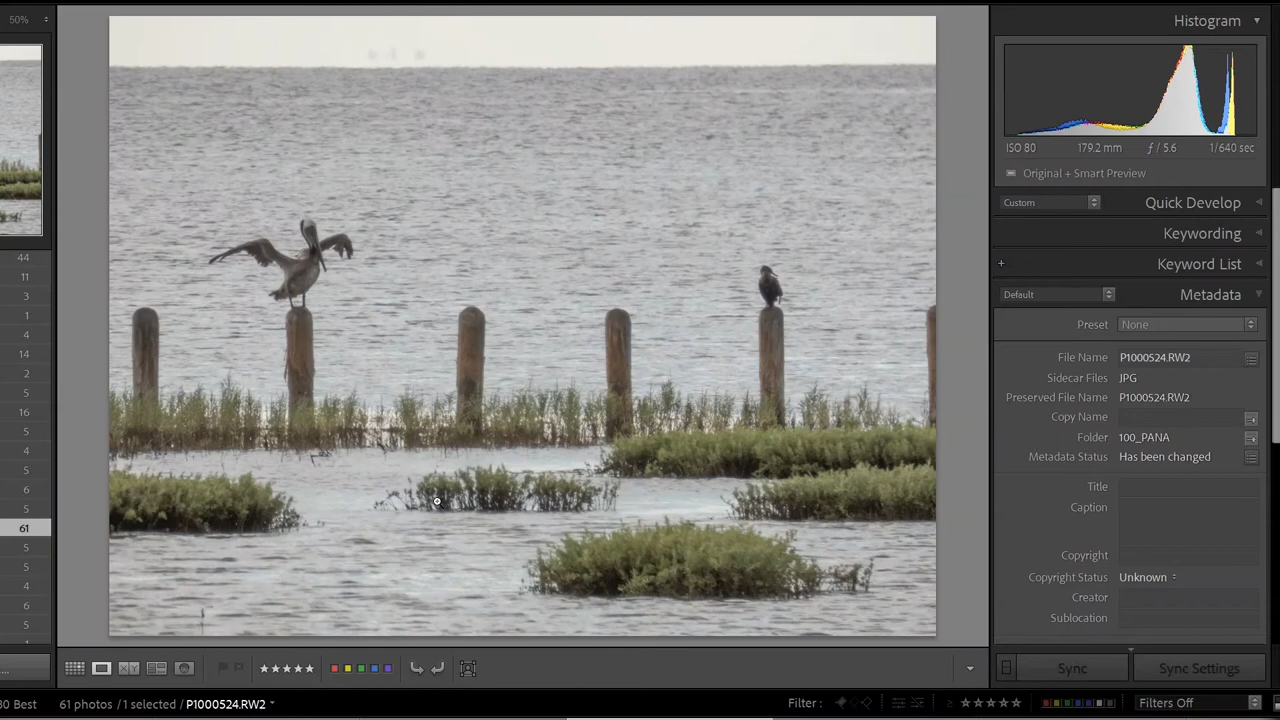 50%
44
11
3
1
4
14
2
5
16
5
4
5
6
5
61
5
5
4
6
5
Histogram
ISO 80 179.2 mm ƒ / 5.6 1/640 sec
Original + Smart Preview
Custom Quick Develop
Keywording
+ Keyword List
Default Metadata
Preset None
File Name P1000524.RW2
Sidecar Files JPG
Preserved File Name P1000524.RW2
Copy Name
Folder 100_PANA
Metadata Status Has been changed
Title
Caption
Copyright
Copyright Status Unknown
Creator
Sublocation
Sync Sync Settings
XY
30 Best 61 photos / 1 selected / P1000524.RW2
Filter : ≥ Filters Off